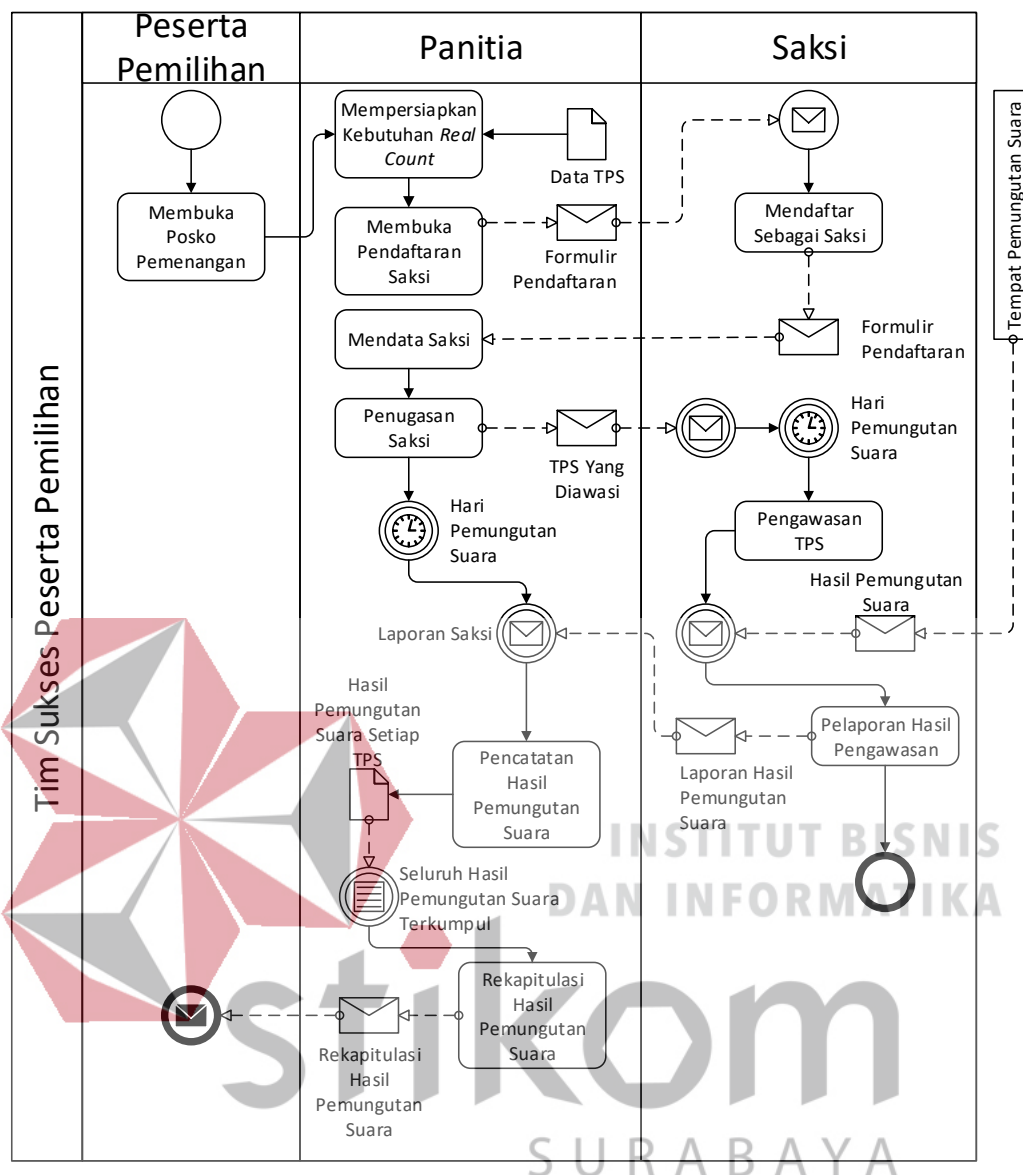 Peserta
Pemilihan
Panitia
Saksi
Tim Sukses Peserta Pemilihan
Tempat Pemungutan Suara
Mempersiapkan
Kebutuhan Real
Count
Data TPS
Membuka
Posko
Pemenangan
Membuka
Pendaftaran
Saksi
Formulir
Pendaftaran
Mendaftar
Sebagai Saksi
Mendata Saksi
Formulir
Pendaftaran
Penugasan
Saksi
TPS Yang
Diawasi
Hari
Pemungutan
Suara
Hari
Pemungutan
Suara
Pengawasan
TPS
Hasil Pemungutan
Suara
Laporan Saksi
Hasil
Pemungutan
Suara Setiap
TPS
Pencatatan
Hasil
Pemungutan
Suara
Laporan Hasil
Pemungutan
Suara
Pelaporan Hasil
Pengawasan
Seluruh Hasil
Pemungutan Suara
Terkumpul
Rekapitulasi
Hasil
Pemungutan
Suara
Rekapitulasi
Hasil
Pemungutan
Suara
INSTITUT BISNIS
DAN INFORMATIKA
stikom
SURABAYA